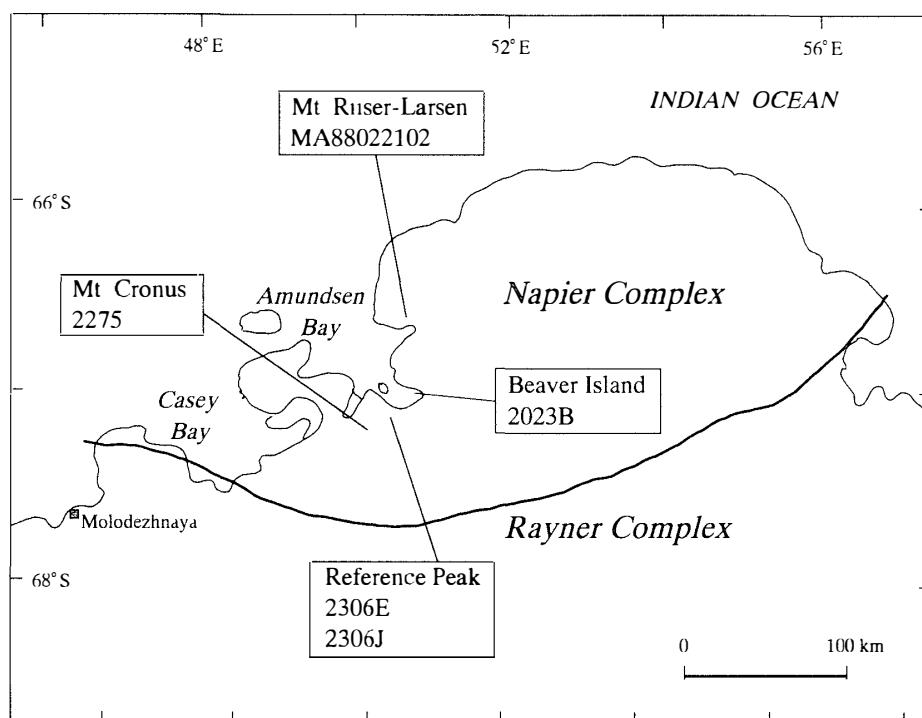 48°E
52°E
56°E
Mt Riiser-Larsen
MA88022102
INDIAN OCEAN
66°S
Mt Cronus
2275
Amundsen
Bay
Napier Complex
Casey
Bay
Beaver Island
2023B
Molodezhnaya
Rayner Complex
68°S
Reference Peak
2306E
2306J
0
100 km